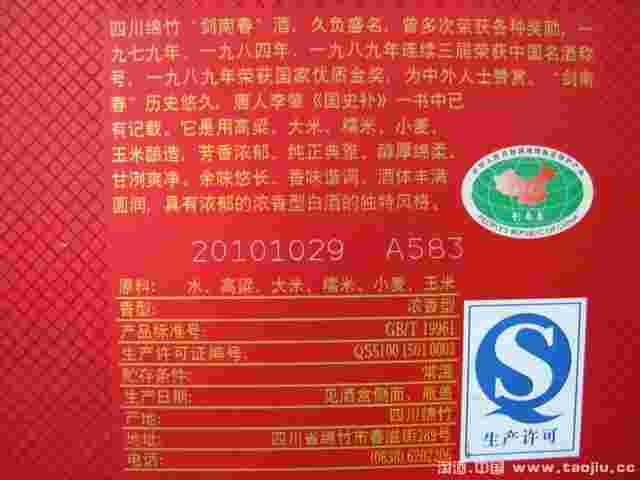 四川绵竹“剑南春”酒，久负盛名，曾多次荣获各种奖励，一
九七九年、一九八四年、一九八九年连续三届荣获中国名酒称
号，一九八九年荣获国家优质金奖，为中外人士赞赏，“剑南
春”历史悠久，唐人李肇《国史补》一书中已
有记载。它是用高粱、大米、糯米、小麦、
玉米酿造，芳香浓郁、纯正典雅、醇厚绵柔、
甘洌爽净、余味悠长、香味谐调、酒体丰满
圆润，具有浓郁的浓香型白酒的独特风格。
剑南春
PEOPLE'S REPUBLIC OF CHINA
20101029 A583
原料： 水、高粱、大米、糯米、小麦、玉米
香型： 浓香型
产品标准号： GB/T 19961
生产许可证编号： QS5100 1501 0003
贮存条件： 常温
生产日期： 见酒盒侧面、瓶盖
产地： 四川绵竹
地址： 四川省绵竹市春溢街289号
电话： (0838) 6202206
生产许可
淘酒.中国 www.taojiu.cc